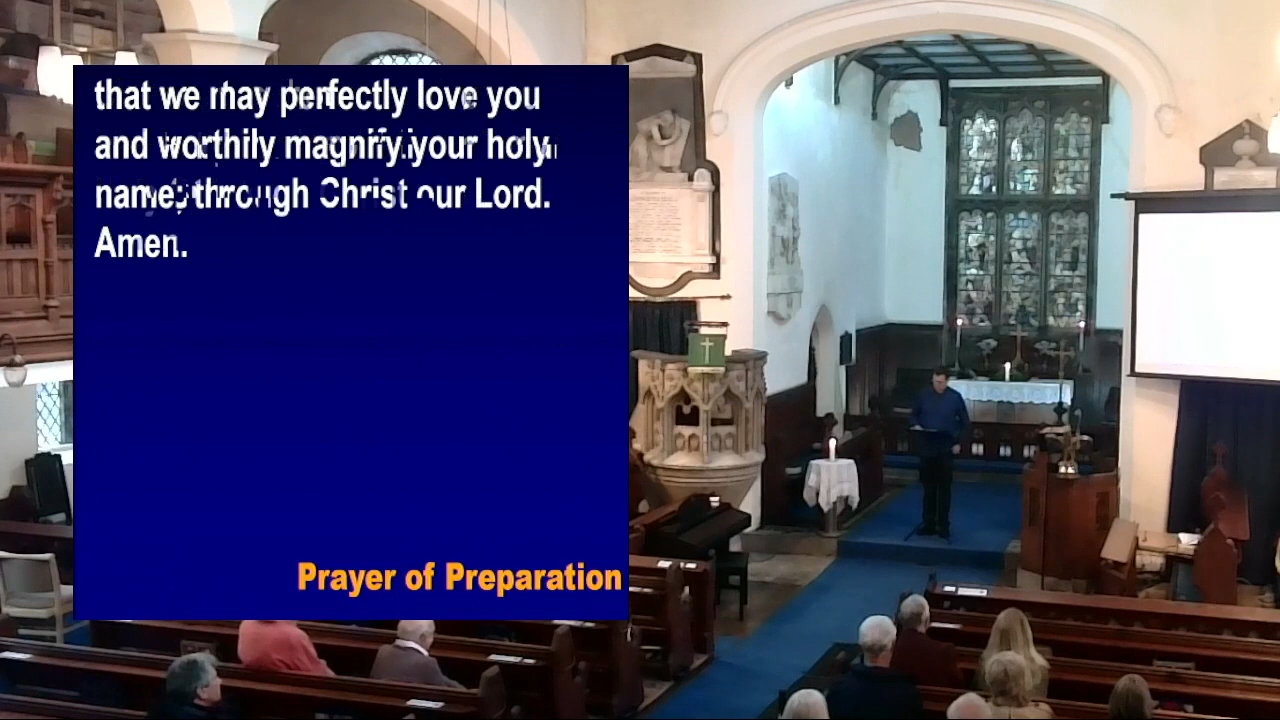 that we may perfectly love you
and worthily magnify your holy
name; through Christ our Lord.
Amen.
Prayer of Preparation